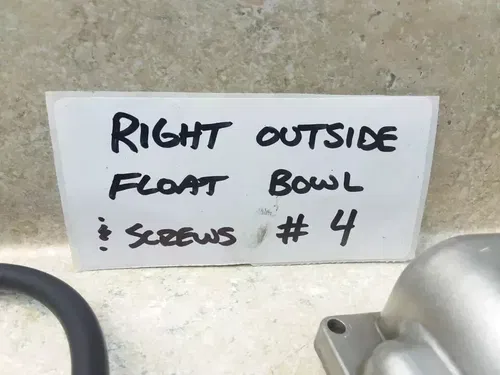 RIGHT OUTSIDE
FLOAT BOWL
& SCREWS # 4